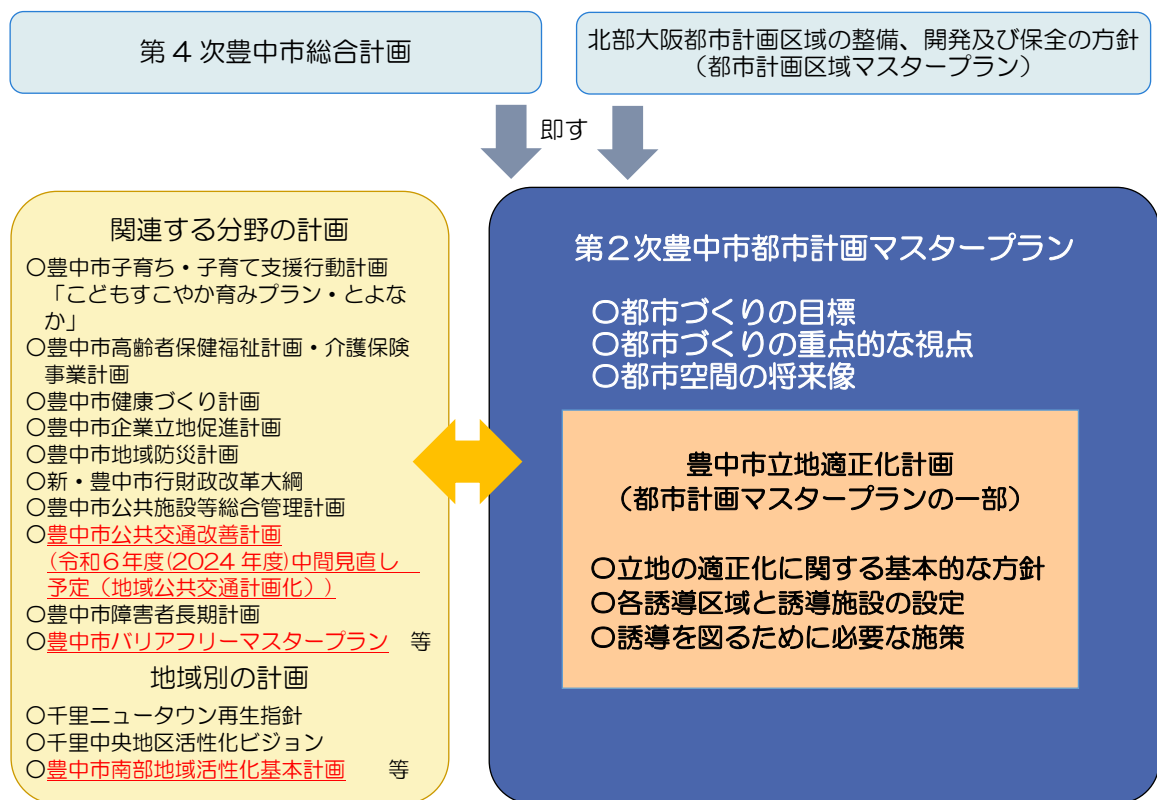 第４次豊中市総合計画
北部大阪都市計画区域の整備、開発及び保全の方針
（都市計画区域マスタープラン）
即す
関連する分野の計画
〇豊中市子育ち・子育て支援行動計画
「こどもすこやか育みプラン・とよな
か」
〇豊中市高齢者保健福祉計画・介護保険
事業計画
〇豊中市健康づくり計画
〇豊中市企業立地促進計画
〇豊中市地域防災計画
〇新・豊中市行財政改革大綱
〇豊中市公共施設等総合管理計画
〇豊中市公共交通改善計画
(令和６年度(2024年度)中間見直し
予定（地域公共交通計画化）)
〇豊中市障害者長期計画
〇豊中市バリアフリーマスタープラン　等
地域別の計画
〇千里ニュータウン再生指針
〇千里中央地区活性化ビジョン
〇豊中市南部地域活性化基本計画　　等
第２次豊中市都市計画マスタープラン
〇都市づくりの目標
〇都市づくりの重点的な視点
〇都市空間の将来像
豊中市立地適正化計画
（都市計画マスタープランの一部）
〇立地の適正化に関する基本的な方針
〇各誘導区域と誘導施設の設定
〇誘導を図るために必要な施策